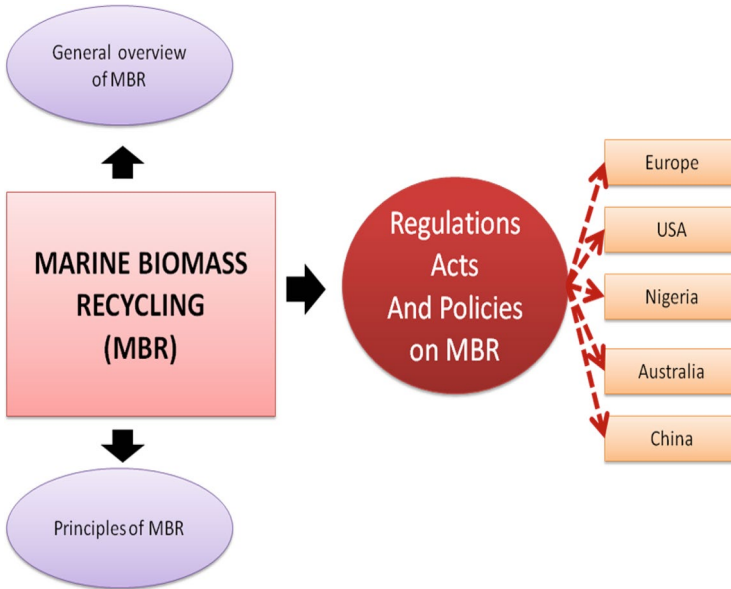 General overview
of MBR
MARINE BIOMASS
RECYCLING
(MBR)
Principles of MBR
Regulations
Acts
And Policies
on MBR
Europe
USA
Nigeria
Australia
China